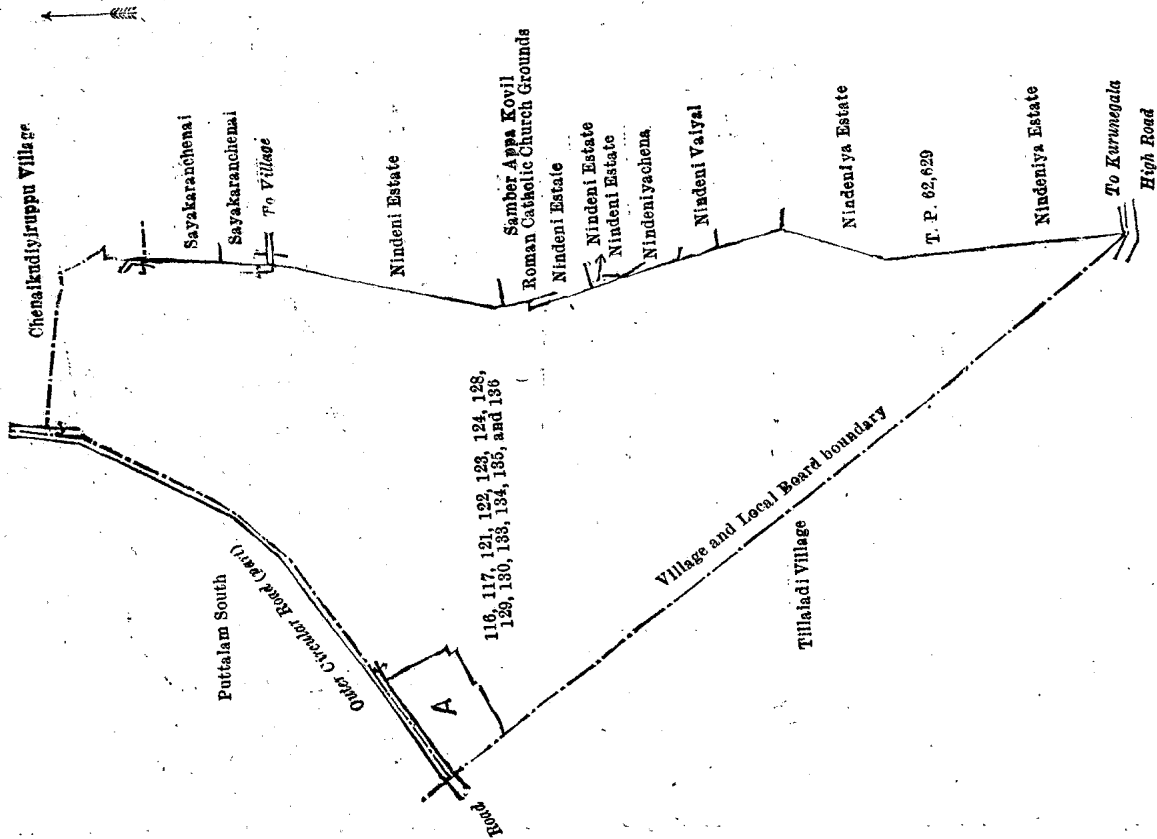 Chenaikudiyiruppu Village
Sayakaranchenai
Sayakaranchenai
To Village
Nindeni Estate
Samber Appa Kovil
Roman Catholic Church Grounds
Nindeni Estate
Nindeni Estate
Nindeni Estate
Nindeniyachena
Nindeni Vaiyal
Nindeniya Estate
T. P. 62,629
Nindeniya Estate
To Kurunegala
High Road
Puttalam South
Outer Circular Road (part)
116, 117, 121, 122, 123, 124, 128,
129, 130, 133, 134, 135, and 136
A
Village and Local Board boundary
Tillaiadi Village
Road